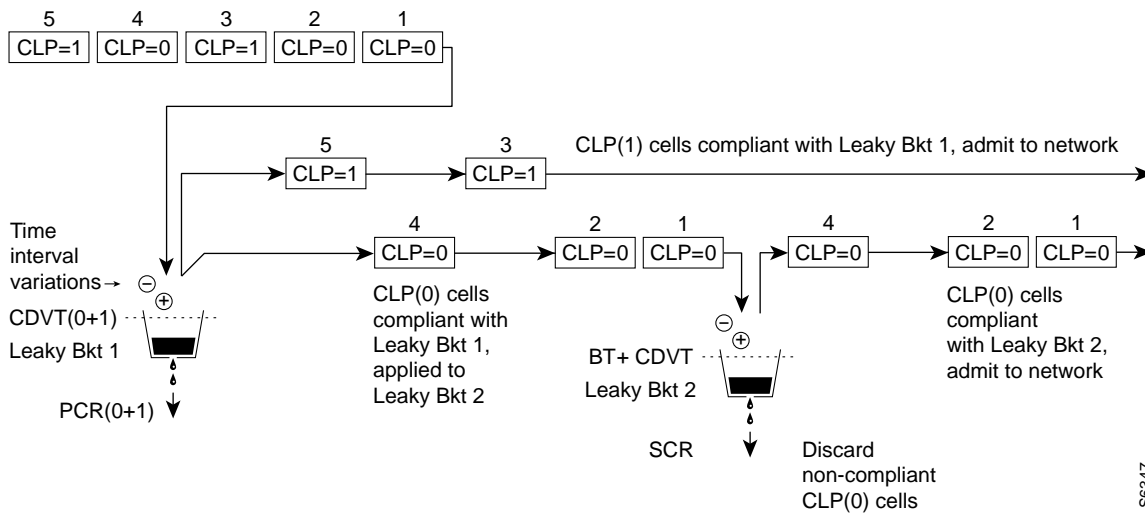 5 4 3 2 1
CLP=1 CLP=0 CLP=1 CLP=0 CLP=0
5 3
CLP=1 CLP=1
CLP(1) cells compliant with Leaky Bkt 1, admit to network
4 2 1 4 2 1
CLP=0 CLP=0 CLP=0 CLP=0 CLP=0 CLP=0
Time
interval
variations
− +
CDVT(0+1)
Leaky Bkt 1
PCR(0+1)
CLP(0) cells
compliant with
Leaky Bkt 1,
applied to
Leaky Bkt 2
− +
BT+ CDVT
Leaky Bkt 2
SCR
CLP(0) cells
compliant
with Leaky Bkt 2,
admit to network
Discard
non-compliant
CLP(0) cells
S6347